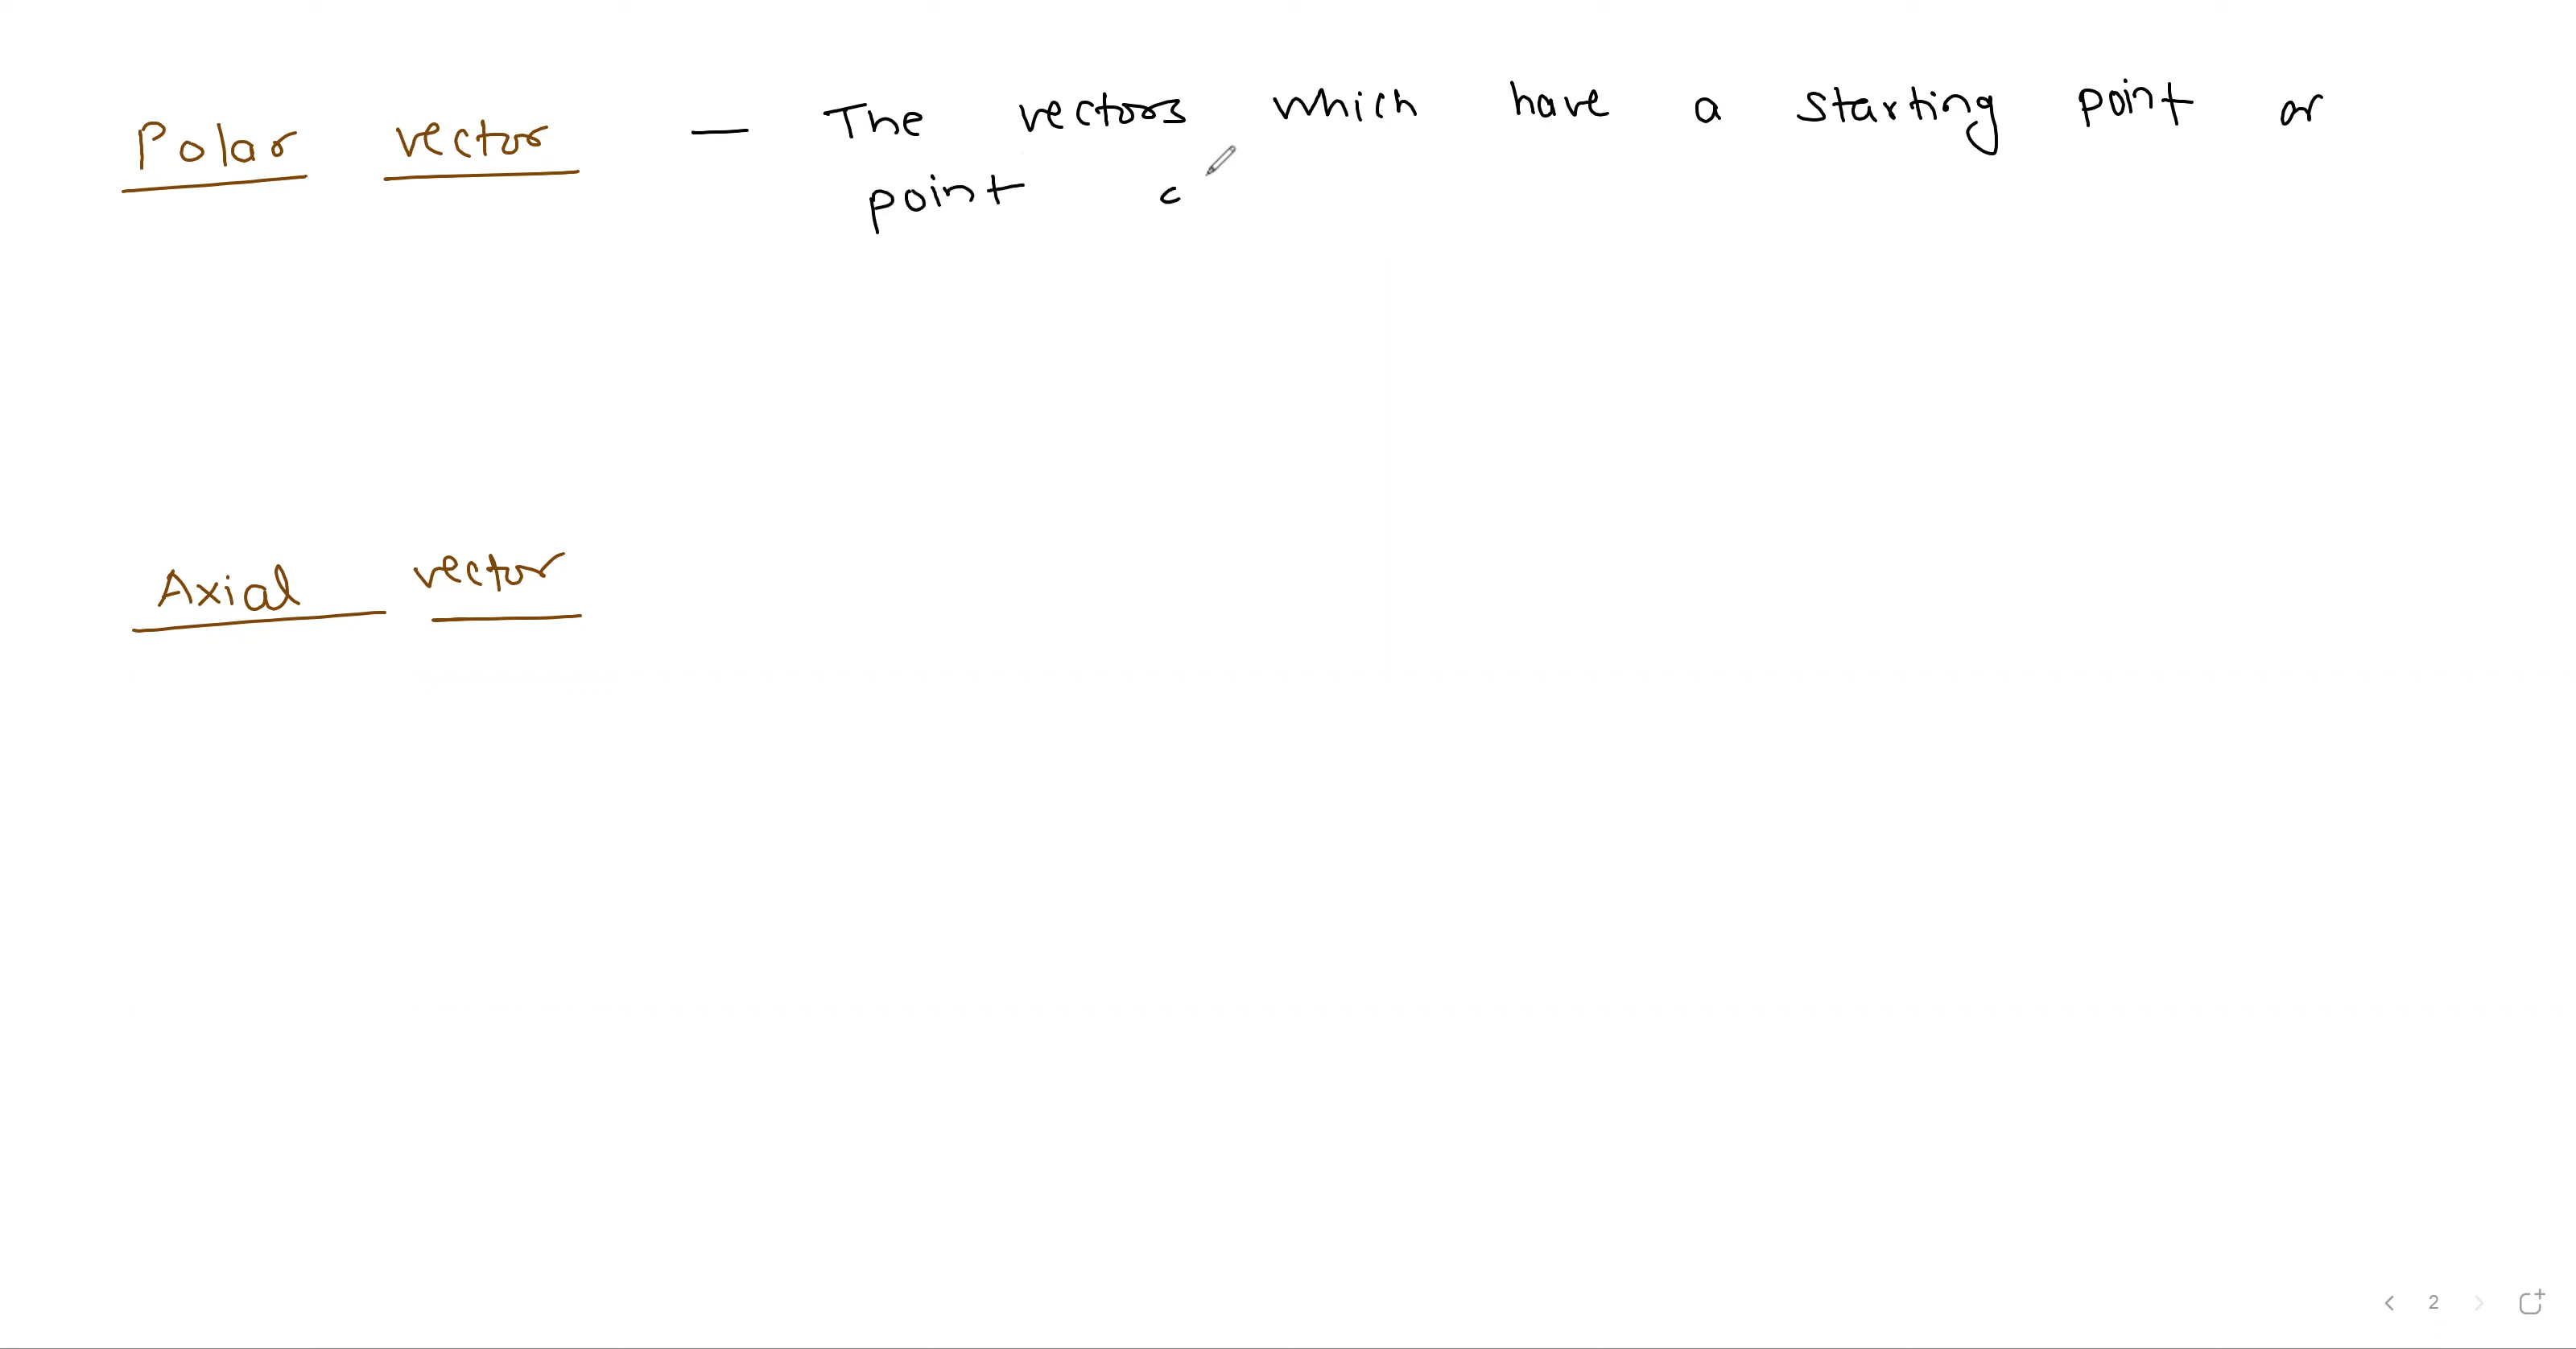 Polar vector — The vectors which have a starting point or
point c
Axial vector
2